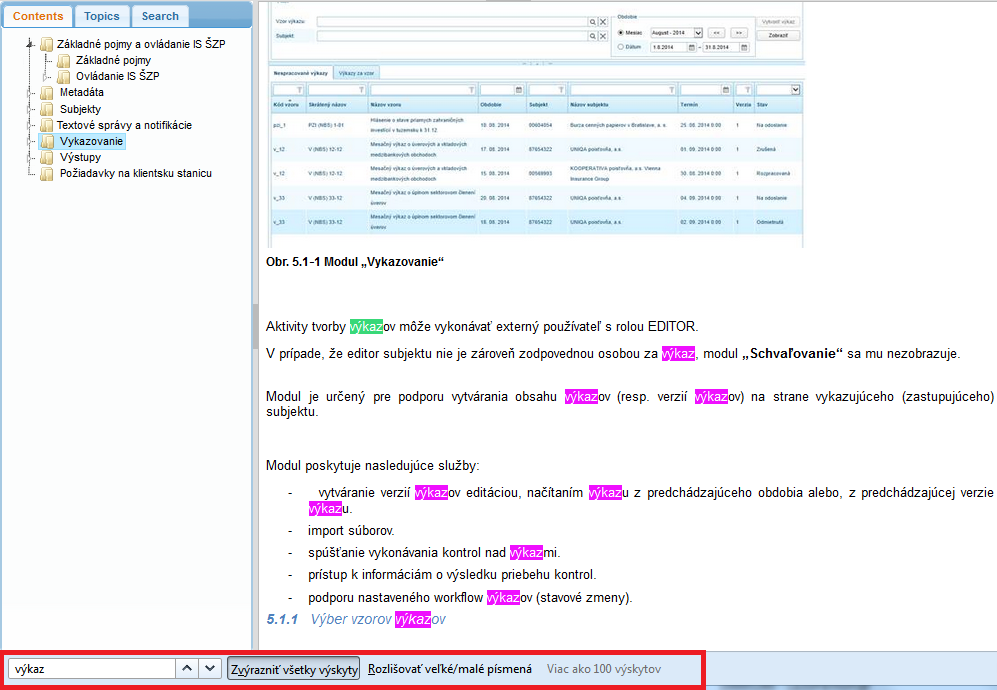 Contents
Topics
Search
Základné pojmy a ovládanie IS ŠZP
Základné pojmy
Ovládanie IS ŠZP
Metadáta
Subjekty
Textové správy a notifikácie
Vykazovanie
Výstupy
Požiadavky na klientsku stanicu
Vzor výkazu:
Subjekt:
Obdobie
Mesiac August - 2014 << >>
Dátum 1.8.2014 - 31.8.2014
Vytvoriť výkaz
Zobraziť
Nespracované výkazy Výkazy za vzor
Kód vzoru Skrátený názov Názov vzoru Obdobie Subjekt Názov subjektu Termín Verzia Stav
pzi_1 PZI (NBS) 1-01 Hlásenie o stave priamych zahraničných investícií v tuzemsku k 31.12 18. 08. 2014 00604054 Burza cenných papierov v Bratislave, a. s. 25. 08. 2014 0:00 1 Na odoslanie
v_12 V (NBS) 12-12 Mesačný výkaz o úverových a vkladových medzibankových obchodoch 17. 08. 2014 87654322 UNIQA poisťovňa, a.s. 01. 09. 2014 0:00 1 Zrušená
v_12 V (NBS) 12-12 Mesačný výkaz o úverových a vkladových medzibankových obchodoch 15. 08. 2014 KOOPERATIVA poisťovňa, a.s. Vienna Insurance Group 30. 08. 2014 0:00 1 Rozpracovaná
v_33 V (NBS) 33-12 Mesačný výkaz o úplnom sektorovom členení úverov 20. 08. 2014 87654322 UNIQA poisťovňa, a.s. 04. 09. 2014 0:00 1 Na odoslanie
v_33 V (NBS) 33-12 Mesačný výkaz o úplnom sektorovom členení úverov 18. 08. 2014 87654322 UNIQA poisťovňa, a.s. 02. 09. 2014 0:00 1 Odmietnutá
Obr. 5.1-1 Modul „Vykazovanie“
Aktivity tvorby výkazov môže vykonávať externý používateľ s rolou EDITOR.
V prípade, že editor subjektu nie je zároveň zodpovednou osobou za výkaz, modul „Schvaľovanie“ sa mu nezobrazuje.
Modul je určený pre podporu vytvárania obsahu výkazov (resp. verzií výkazov) na strane vykazujúceho (zastupujúceho)
subjektu.
Modul poskytuje nasledujúce služby:
- vytváranie verzií výkazov editáciou, načítaním výkazu z predchádzajúceho obdobia alebo, z predchádzajúcej verzie
výkazu.
- import súborov.
- spúšťanie vykonávania kontrol nad výkazmi.
- prístup k informáciám o výsledku priebehu kontrol.
- podporu nastaveného workflow výkazov (stavové zmeny).
5.1.1 Výber vzorov výkazov
výkaz
Zvýrazniť všetky výskyty
Rozlišovať veľké/malé písmená
Viac ako 100 výskytov